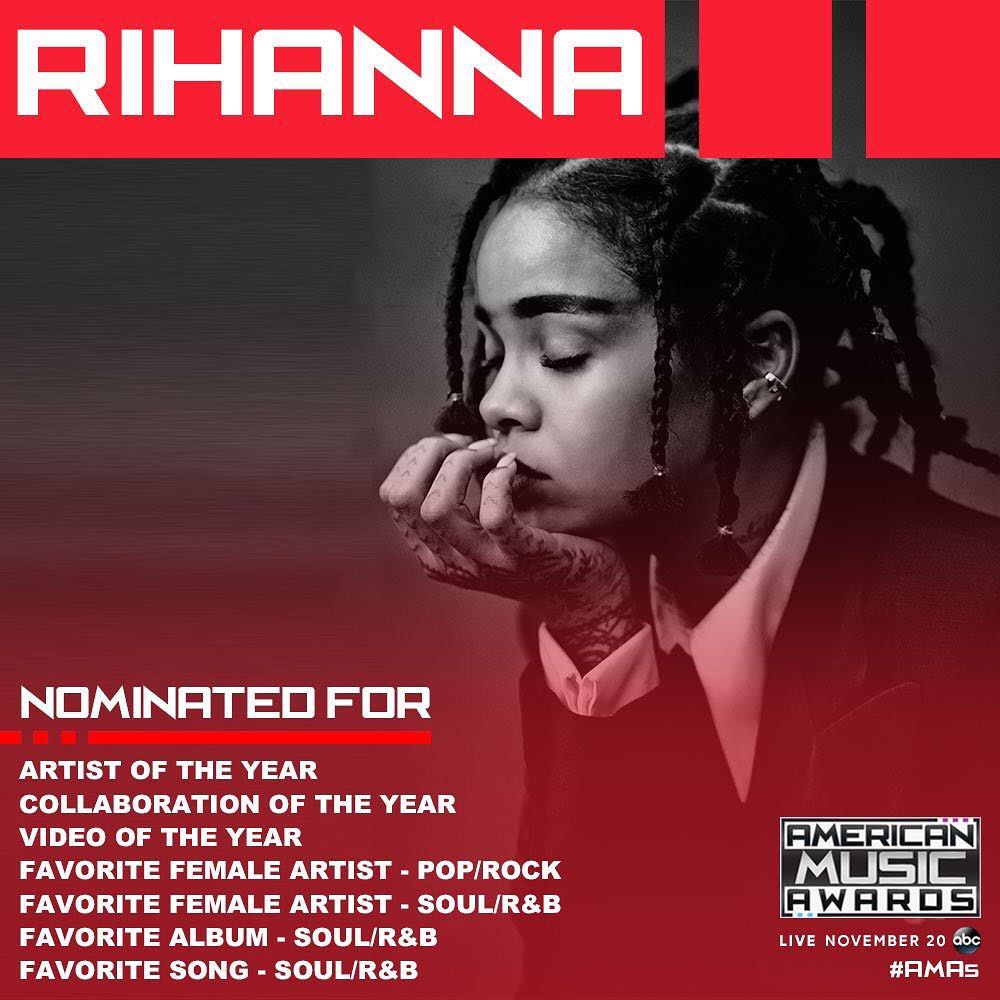 RIHANNA
NOMINATED FOR
ARTIST OF THE YEAR
COLLABORATION OF THE YEAR
VIDEO OF THE YEAR
FAVORITE FEMALE ARTIST - POP/ROCK
FAVORITE FEMALE ARTIST - SOUL/R&B
FAVORITE ALBUM - SOUL/R&B
FAVORITE SONG - SOUL/R&B
AMERICAN
MUSIC
AWARDS
LIVE NOVEMBER 20 abc
#AMAs